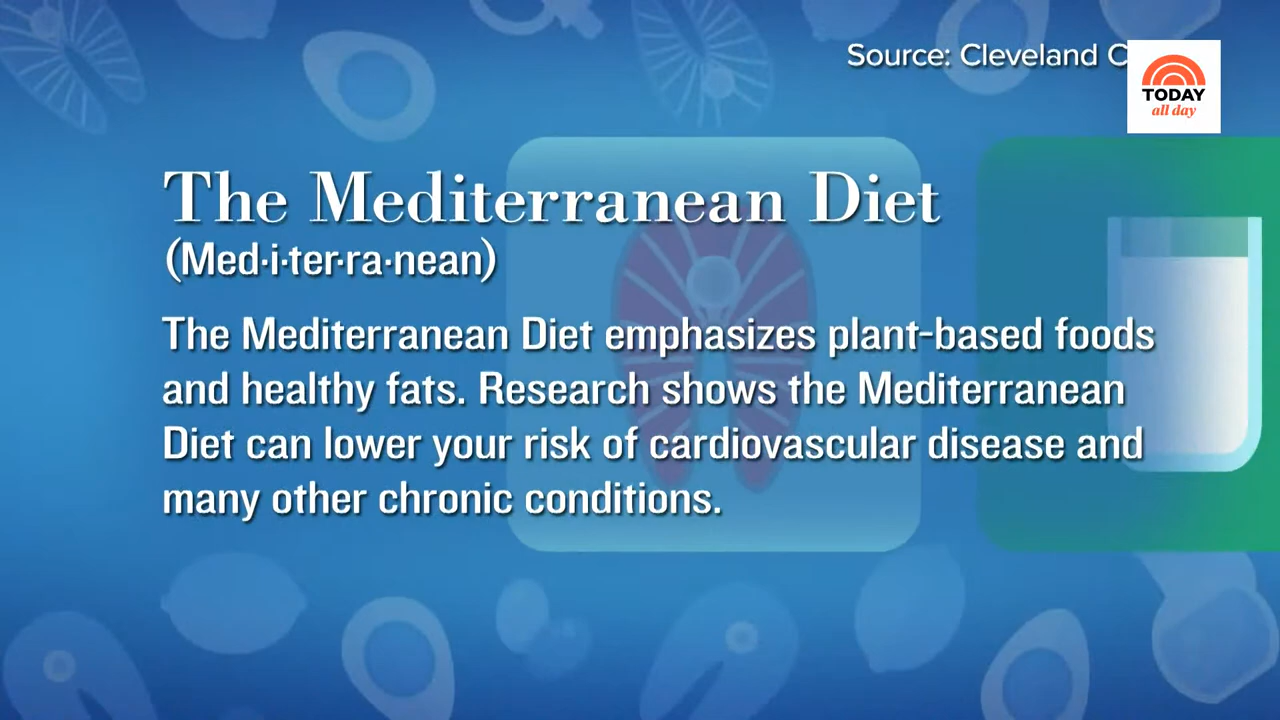 Source: Cleveland C
TODAY
all day
The Mediterranean Diet
(Med·i·ter·ra·nean)
The Mediterranean Diet emphasizes plant-based foods
and healthy fats. Research shows the Mediterranean
Diet can lower your risk of cardiovascular disease and
many other chronic conditions.